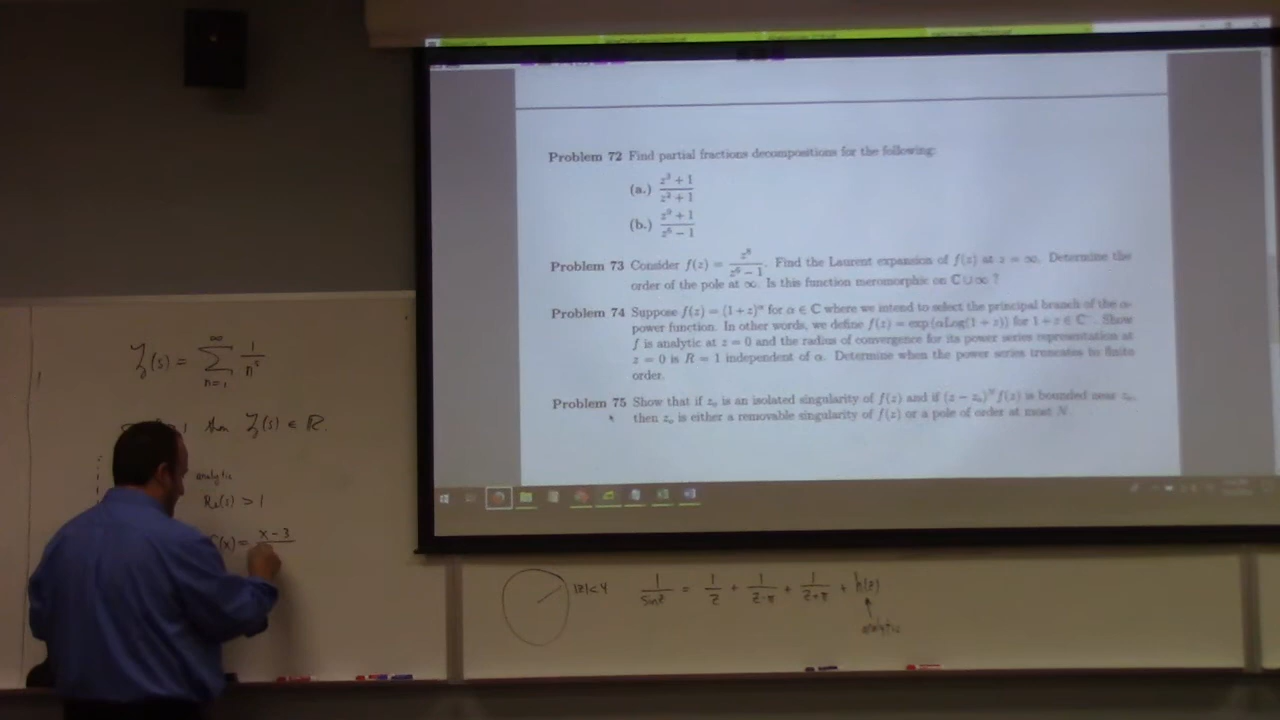 Problem 72 Find partial fractions decompositions for the following:
(a.) z³ + 1 / z² + 1
(b.) z⁹ + 1 / z⁶ − 1
Problem 73 Consider f(z) = z⁸ / z⁶ − 1. Find the Laurent expansion of f(z) at z = ∞. Determine the
order of the pole at ∞. Is this function meromorphic on ℂ ∪ ∞ ?
Problem 74 Suppose f(z) = (1 + z)^α for α ∈ ℂ where we intend to select the principal branch of the α-
power function. In other words, we define f(z) = exp(αLog(1 + z)) for 1 + z ∈ ℂ⁻. Show
f is analytic at z = 0 and the radius of convergence for its power series representation at
z = 0 is R = 1 independent of α. Determine when the power series truncates to finite
order.
Problem 75 Show that if z₀ is an isolated singularity of f(z) and if (z − z₀)^N f(z) is bounded near z₀,
then z₀ is either a removable singularity of f(z) or a pole of order at most N.
ζ(s) = ∞ ∑ n=1 1/nˢ
1 then ζ(s) ∈ ℝ.
analytic
Re(s) > 1
(x) = x − 3
|z| < 4 1/sin z = 1/z + 1/z-π + 1/z+π + h(z)
analytic